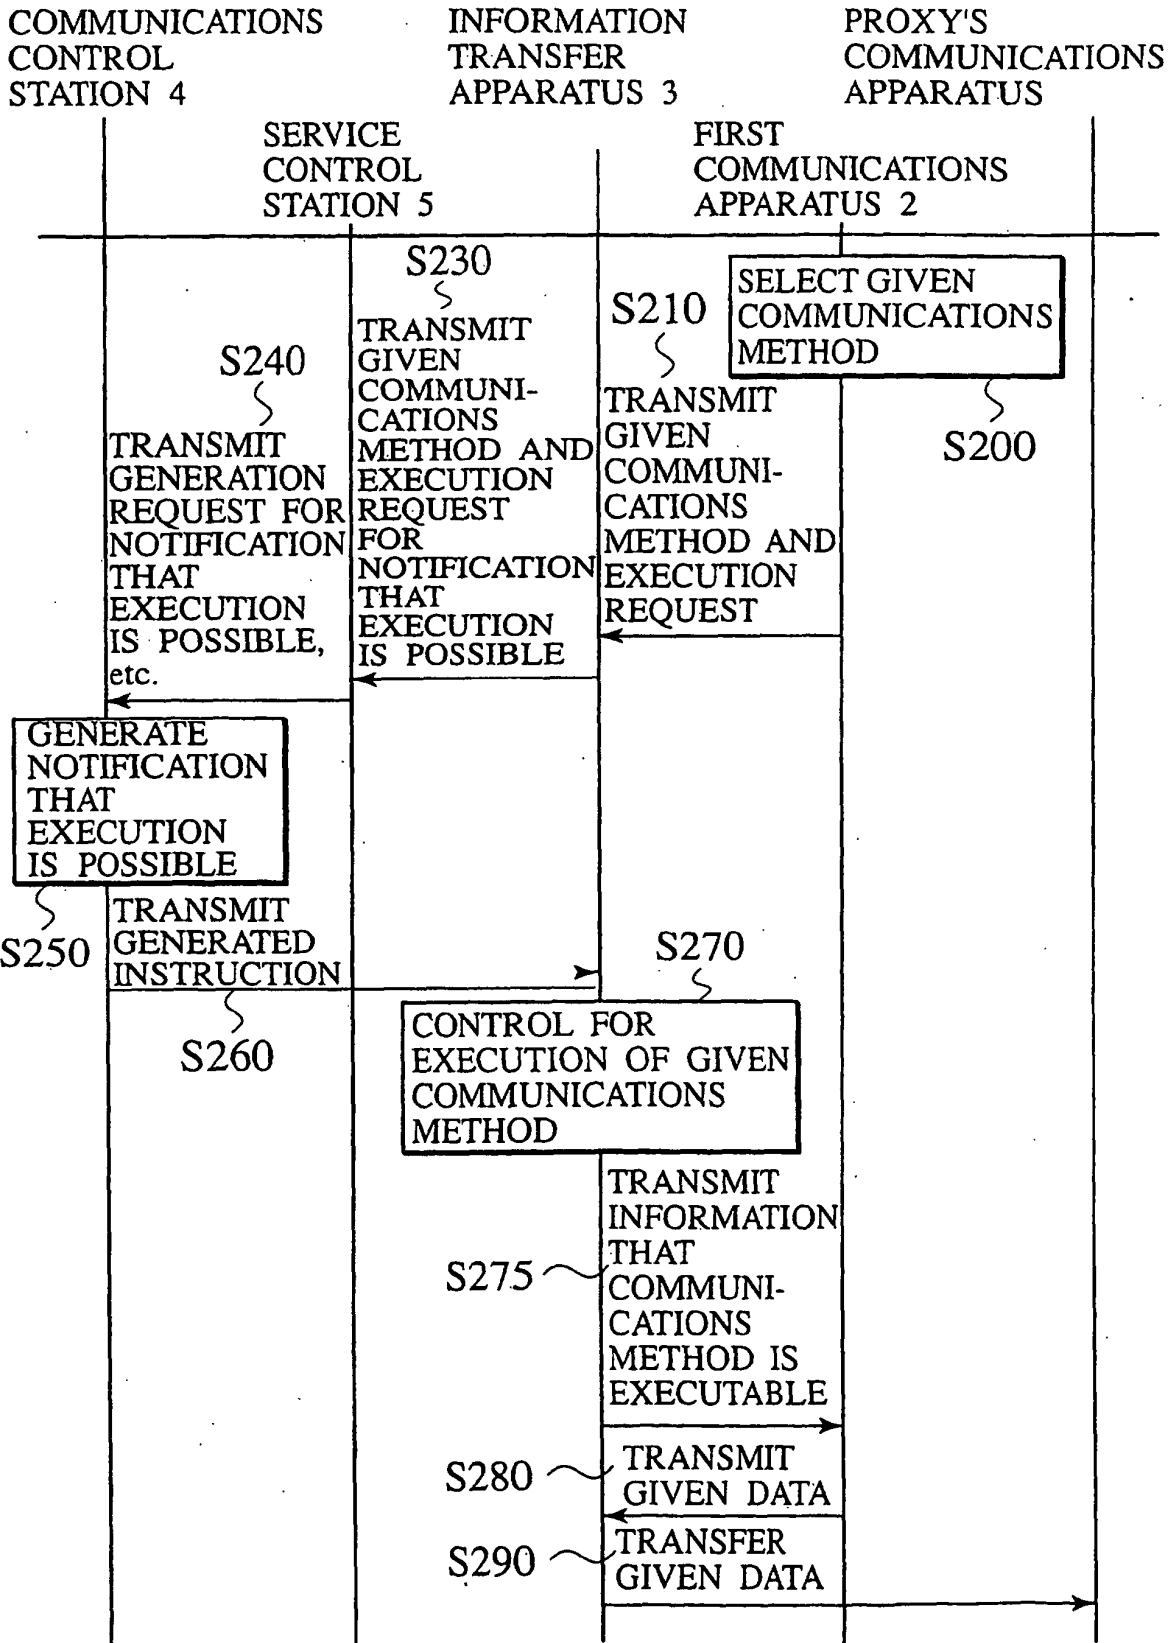 COMMUNICATIONS
CONTROL
STATION 4
INFORMATION
TRANSFER
APPARATUS 3
PROXY'S
COMMUNICATIONS
APPARATUS
SERVICE
CONTROL
STATION 5
FIRST
COMMUNICATIONS
APPARATUS 2
SELECT GIVEN
COMMUNICATIONS
METHOD
S200
S210
TRANSMIT
GIVEN
COMMUNI-
CATIONS
METHOD AND
EXECUTION
REQUEST
S230
TRANSMIT
GIVEN
COMMUNI-
CATIONS
METHOD AND
EXECUTION
REQUEST
FOR
NOTIFICATION
THAT
EXECUTION
IS POSSIBLE
S240
TRANSMIT
GENERATION
REQUEST FOR
NOTIFICATION
THAT
EXECUTION
IS POSSIBLE,
etc.
GENERATE
NOTIFICATION
THAT
EXECUTION
IS POSSIBLE
S250
TRANSMIT
GENERATED
INSTRUCTION
S260
S270
CONTROL FOR
EXECUTION OF GIVEN
COMMUNICATIONS
METHOD
S275
TRANSMIT
INFORMATION
THAT
COMMUNI-
CATIONS
METHOD IS
EXECUTABLE
S280
TRANSMIT
GIVEN DATA
S290
TRANSFER
GIVEN DATA